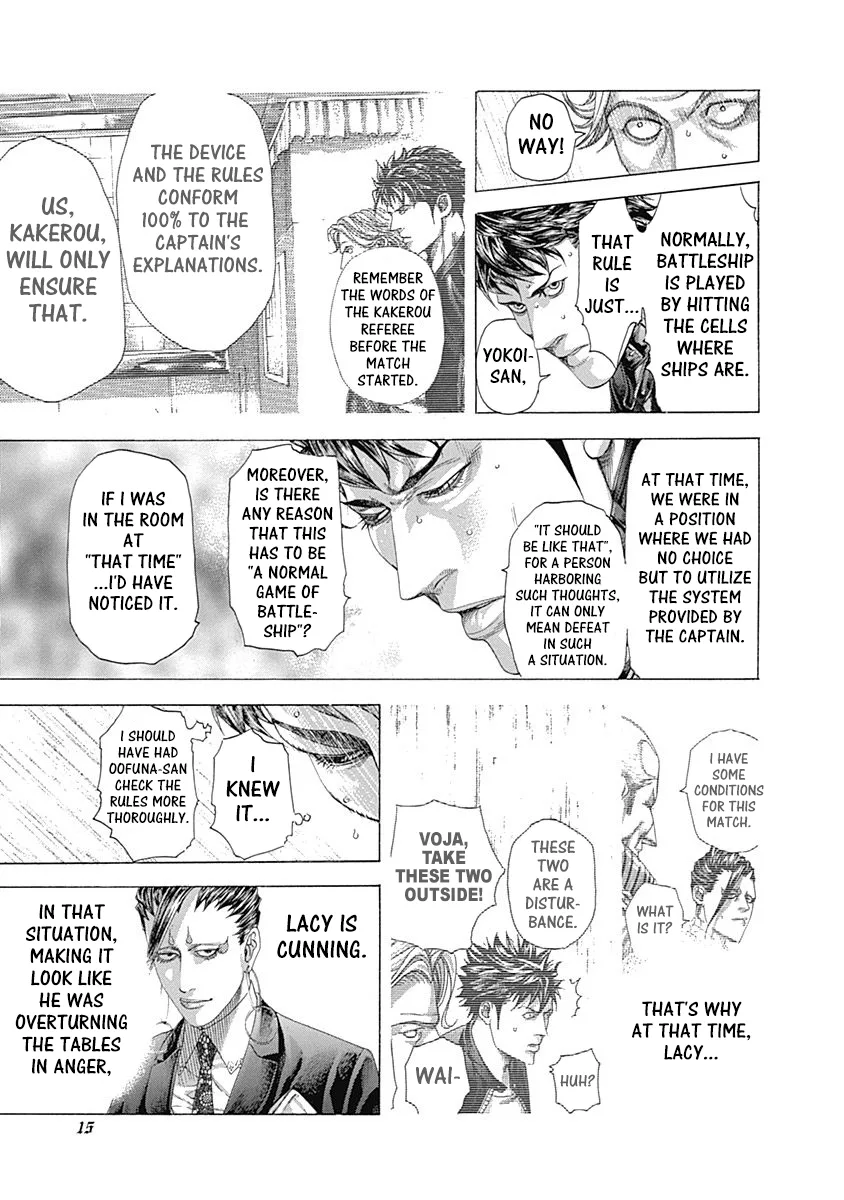 NO
WAY!
NORMALLY,
BATTLESHIP
IS PLAYED
BY HITTING
THE CELLS
WHERE
SHIPS ARE.
THAT
RULE
IS
JUST...
YOKOI-
SAN,
REMEMBER
THE WORDS OF
THE KAKEROU
REFEREE
BEFORE THE
MATCH
STARTED.
THE DEVICE
AND THE RULES
CONFORM
100% TO THE
CAPTAIN'S
EXPLANATIONS.
US,
KAKEROU,
WILL ONLY
ENSURE
THAT.
AT THAT TIME,
WE WERE IN
A POSITION
WHERE WE HAD
NO CHOICE
BUT TO UTILIZE
THE SYSTEM
PROVIDED BY
THE CAPTAIN.
"IT SHOULD
BE LIKE THAT",
FOR A PERSON
HARBORING
SUCH THOUGHTS,
IT CAN ONLY
MEAN DEFEAT
IN SUCH
A SITUATION.
MOREOVER,
IS THERE
ANY REASON
THAT THIS
HAS TO BE
"A NORMAL
GAME OF
BATTLE-
SHIP"?
IF I WAS
IN THE ROOM
AT
"THAT TIME"
...I'D HAVE
NOTICED IT.
I HAVE
SOME
CONDITIONS
FOR THIS
MATCH.
WHAT
IS IT?
THESE
TWO
ARE A
DISTUR-
BANCE.
VOJA,
TAKE
THESE TWO
OUTSIDE!
WAI-
HUH?
THAT'S WHY
AT THAT TIME,
LACY...
I
KNEW
IT...
I SHOULD
HAVE HAD
OOFUNA-SAN
CHECK THE
RULES MORE
THOROUGHLY.
LACY IS
CUNNING.
IN THAT
SITUATION,
MAKING IT
LOOK LIKE
HE WAS
OVERTURNING
THE TABLES
IN ANGER,
15